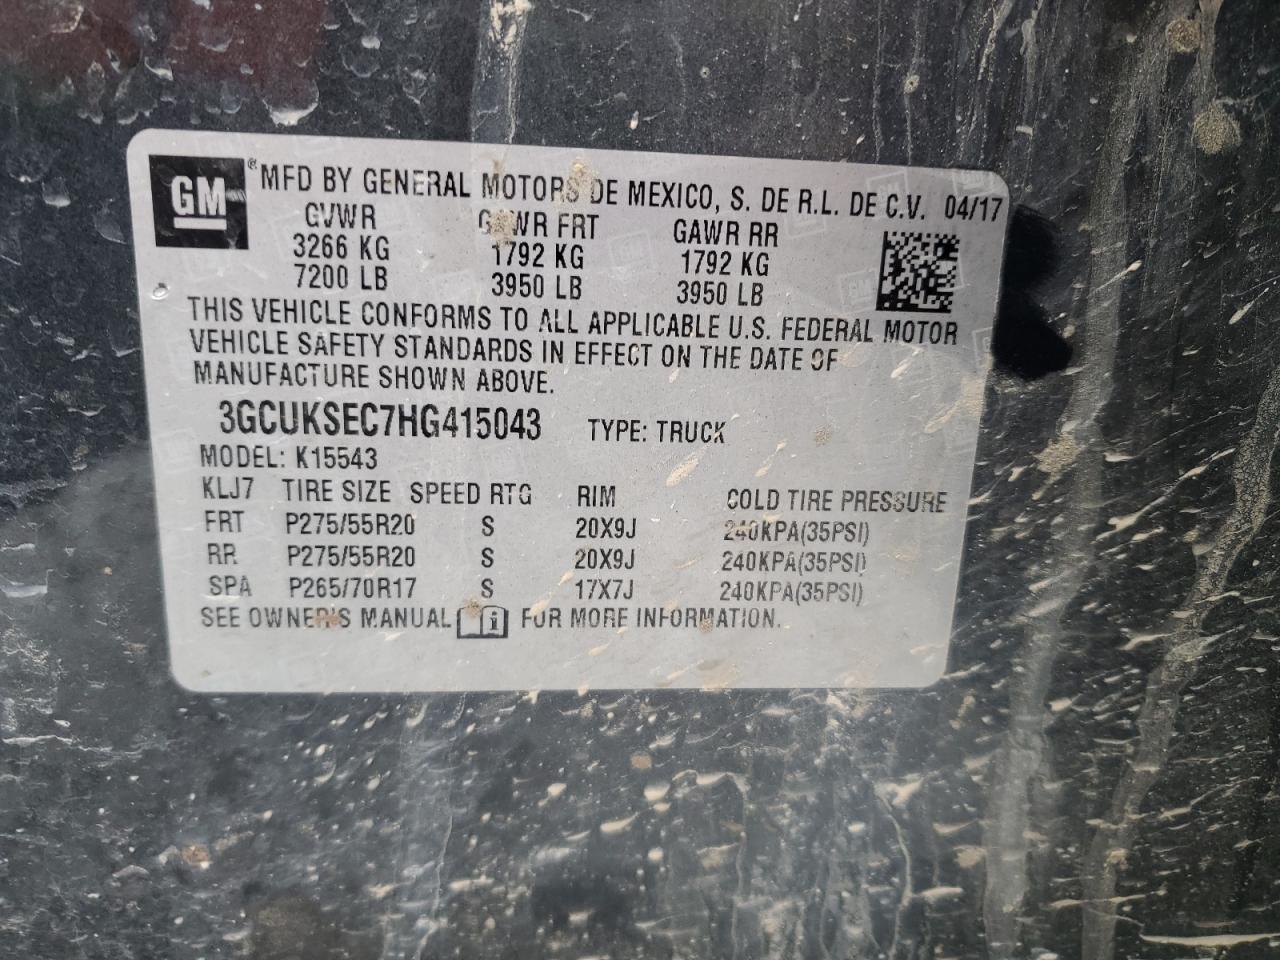 GM ® MFD BY GENERAL MOTORS DE MEXICO, S. DE R.L. DE C.V. 04/17
GVWR GAWR FRT GAWR RR
3266 KG 1792 KG 1792 KG
7200 LB 3950 LB 3950 LB
THIS VEHICLE CONFORMS TO ALL APPLICABLE U.S. FEDERAL MOTOR
VEHICLE SAFETY STANDARDS IN EFFECT ON THE DATE OF
MANUFACTURE SHOWN ABOVE.
3GCUKSEC7HG415043 TYPE: TRUCK
MODEL: K15543
KLJ7 TIRE SIZE SPEED RTG RIM COLD TIRE PRESSURE
FRT P275/55R20 S 20X9J 240KPA(35PSI)
RR P275/55R20 S 20X9J 240KPA(35PSI)
SPA P265/70R17 S 17X7J 240KPA(35PSI)
SEE OWNER'S MANUAL i FOR MORE INFORMATION.